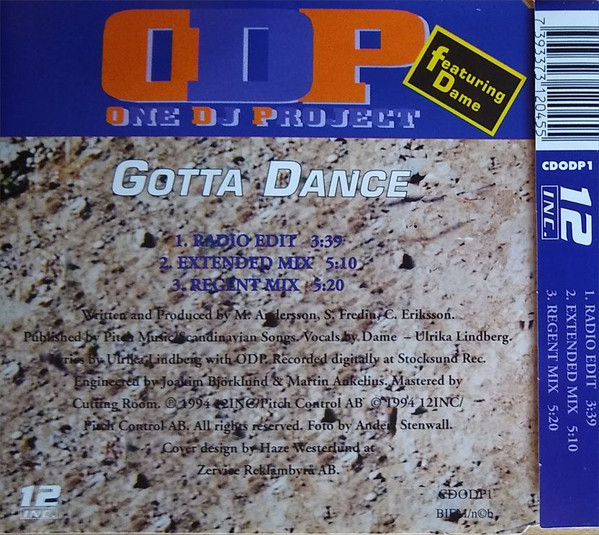 ODP
ONE DJ PROJECT
featuring
Dame
GOTTA DANCE
1. RADIO EDIT 3:39
2. EXTENDED MIX 5:10
3. REGENT MIX 5:20
Written and Produced by M. Andersson, S. Fredin, C. Eriksson.
Published by Pitch Music/Scandinavian Songs. Vocals by Dame – Ulrika Lindberg.
Lyrics by Ulrika Lindberg with ODP. Recorded digitally at Stocksund Rec.
Engineered by Joakim Björklund & Martin Ankelius. Mastered by
Cutting Room. ℗ 1994 12INC/Pitch Control AB © 1994 12INC/
Pitch Control AB. All rights reserved. Foto by Anders Stenwall.
Cover design by Haze Westerlund at
Zervice Reklambyrå AB.
12
INC.
CDODP1
BIEM/n©b
7393373120455
CDODP1
12
INC.
1. RADIO EDIT 3:39
2. EXTENDED MIX 5:10
3. REGENT MIX 5:20